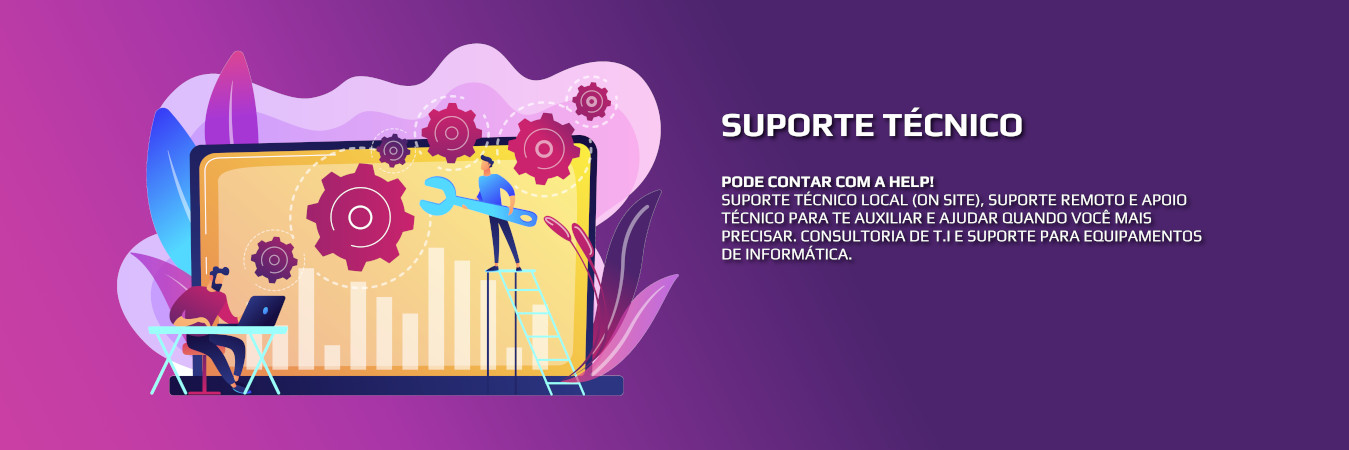 SUPORTE TÉCNICO
PODE CONTAR COM A HELP!
SUPORTE TÉCNICO LOCAL (ON SITE), SUPORTE REMOTO E APOIO
TÉCNICO PARA TE AUXILIAR E AJUDAR QUANDO VOCÊ MAIS
PRECISAR. CONSULTORIA DE T.I E SUPORTE PARA EQUIPAMENTOS
DE INFORMÁTICA.